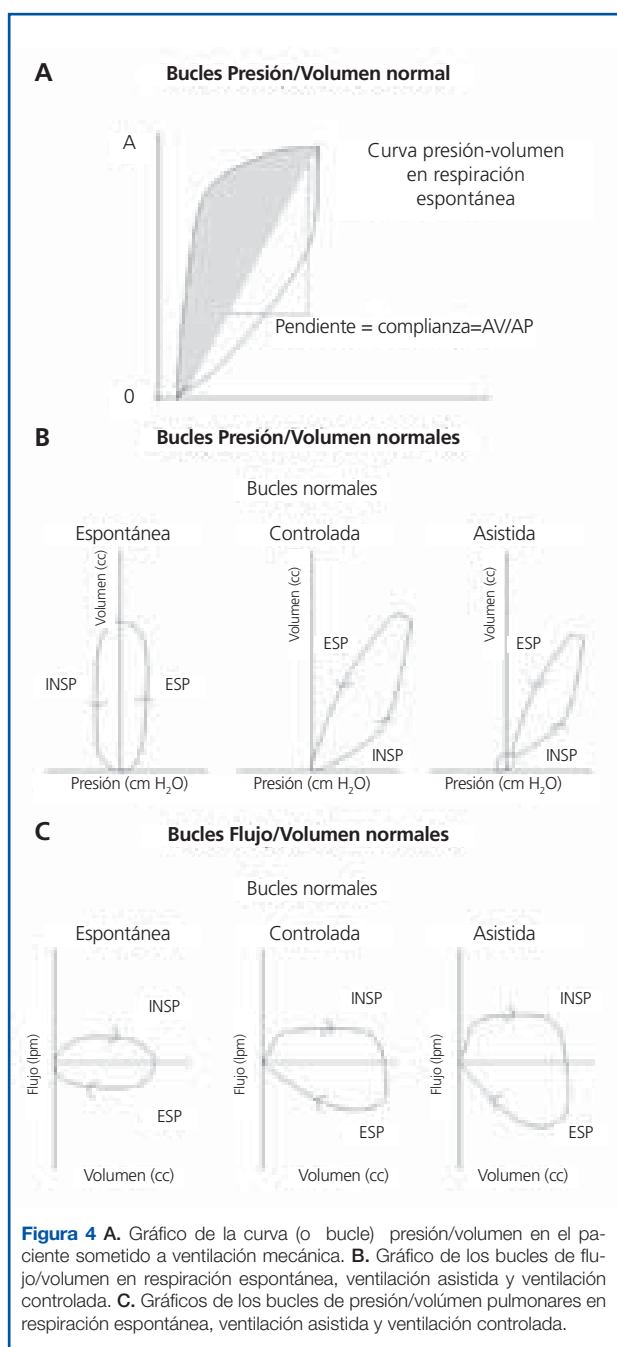 A
Bucles Presión/Volumen normal
A
Curva presión-volumen
en respiración
espontánea
Pendiente = complianza=AV/AP
0
B
Bucles Presión/Volumen normales
Bucles normales
Espontánea
Controlada
Asistida
Volumen (cc)
Volumen (cc)
Volumen (cc)
INSP
ESP
ESP
INSP
ESP
INSP
Presión (cm H₂O)
Presión (cm H₂O)
Presión (cm H₂O)
C
Bucles Flujo/Volumen normales
Bucles normales
Espontánea
Controlada
Asistida
Flujo (lpm)
INSP
ESP
Flujo (lpm)
INSP
ESP
Flujo (lpm)
INSP
ESP
Volumen (cc)
Volumen (cc)
Volumen (cc)
Figura 4 A. Gráfico de la curva (o bucle) presión/volumen en el pa-
ciente sometido a ventilación mecánica. B. Gráfico de los bucles de flu-
jo/volumen en respiración espontánea, ventilación asistida y ventilación
controlada. C. Gráficos de los bucles de presión/volúmen pulmonares en
respiración espontánea, ventilación asistida y ventilación controlada.